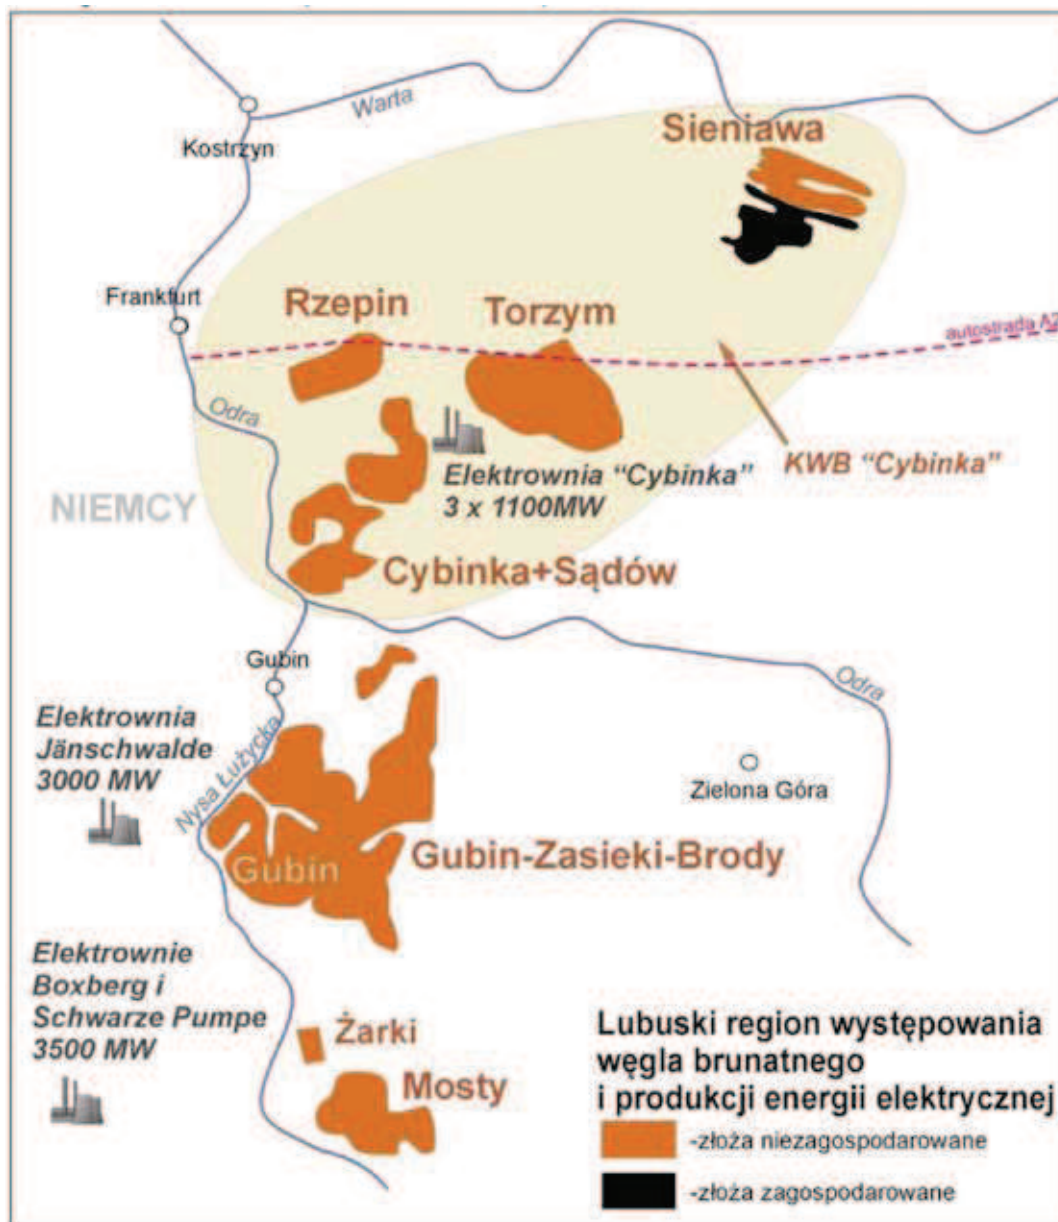 Warta
Kostrzyn
Sieniawa
Frankfurt
Rzepin
Torzym
autostrada A2
Odra
KWB “Cybinka”
Elektrownia “Cybinka”
3 x 1100MW
NIEMCY
Cybinka+Sądów
Gubin
Odra
Elektrownia
Jänschwalde
3000 MW
Nysa Łużycka
Zielona Góra
Gubin-Zasieki-Brody
Gubin
Elektrownie
Boxberg i
Schwarze Pumpe
3500 MW
Żarki
Mosty
Lubuski region występowania
węgla brunatnego
i produkcji energii elektrycznej
-złoża niezagospodarowane
-złoża zagospodarowane